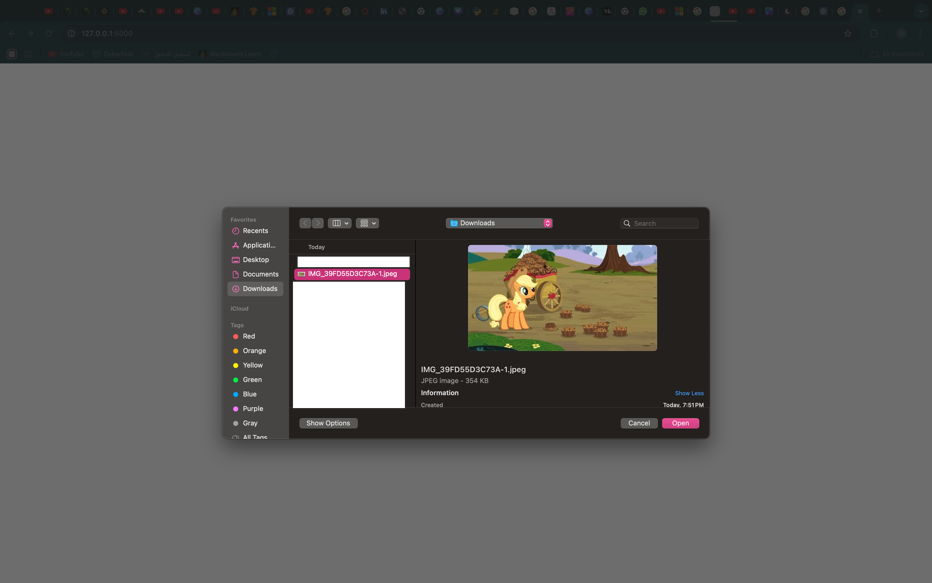 127.0.0.1:5000
YouTube
Favorites
Recents
Applicati...
Desktop
Documents
Downloads
iCloud
Tags
Red
Orange
Yellow
Green
Blue
Purple
Gray
All Tags
Downloads
Search
Today
IMG_39FD55D3C73A-1.jpeg
IMG_39FD55D3C73A-1.jpeg
JPEG image - 354 KB
Information
Show Less
Created
Today, 7:51 PM
Show Options
Cancel
Open